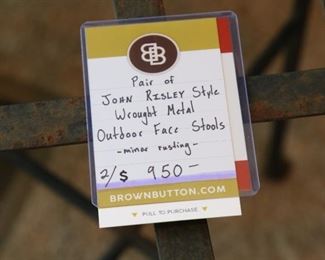 BB
Pair of
John Risley Style
Wrought Metal
Outdoor Face Stools
- minor rusting -
2/$ 950 -
BROWNBUTTON.COM
PULL TO PURCHASE